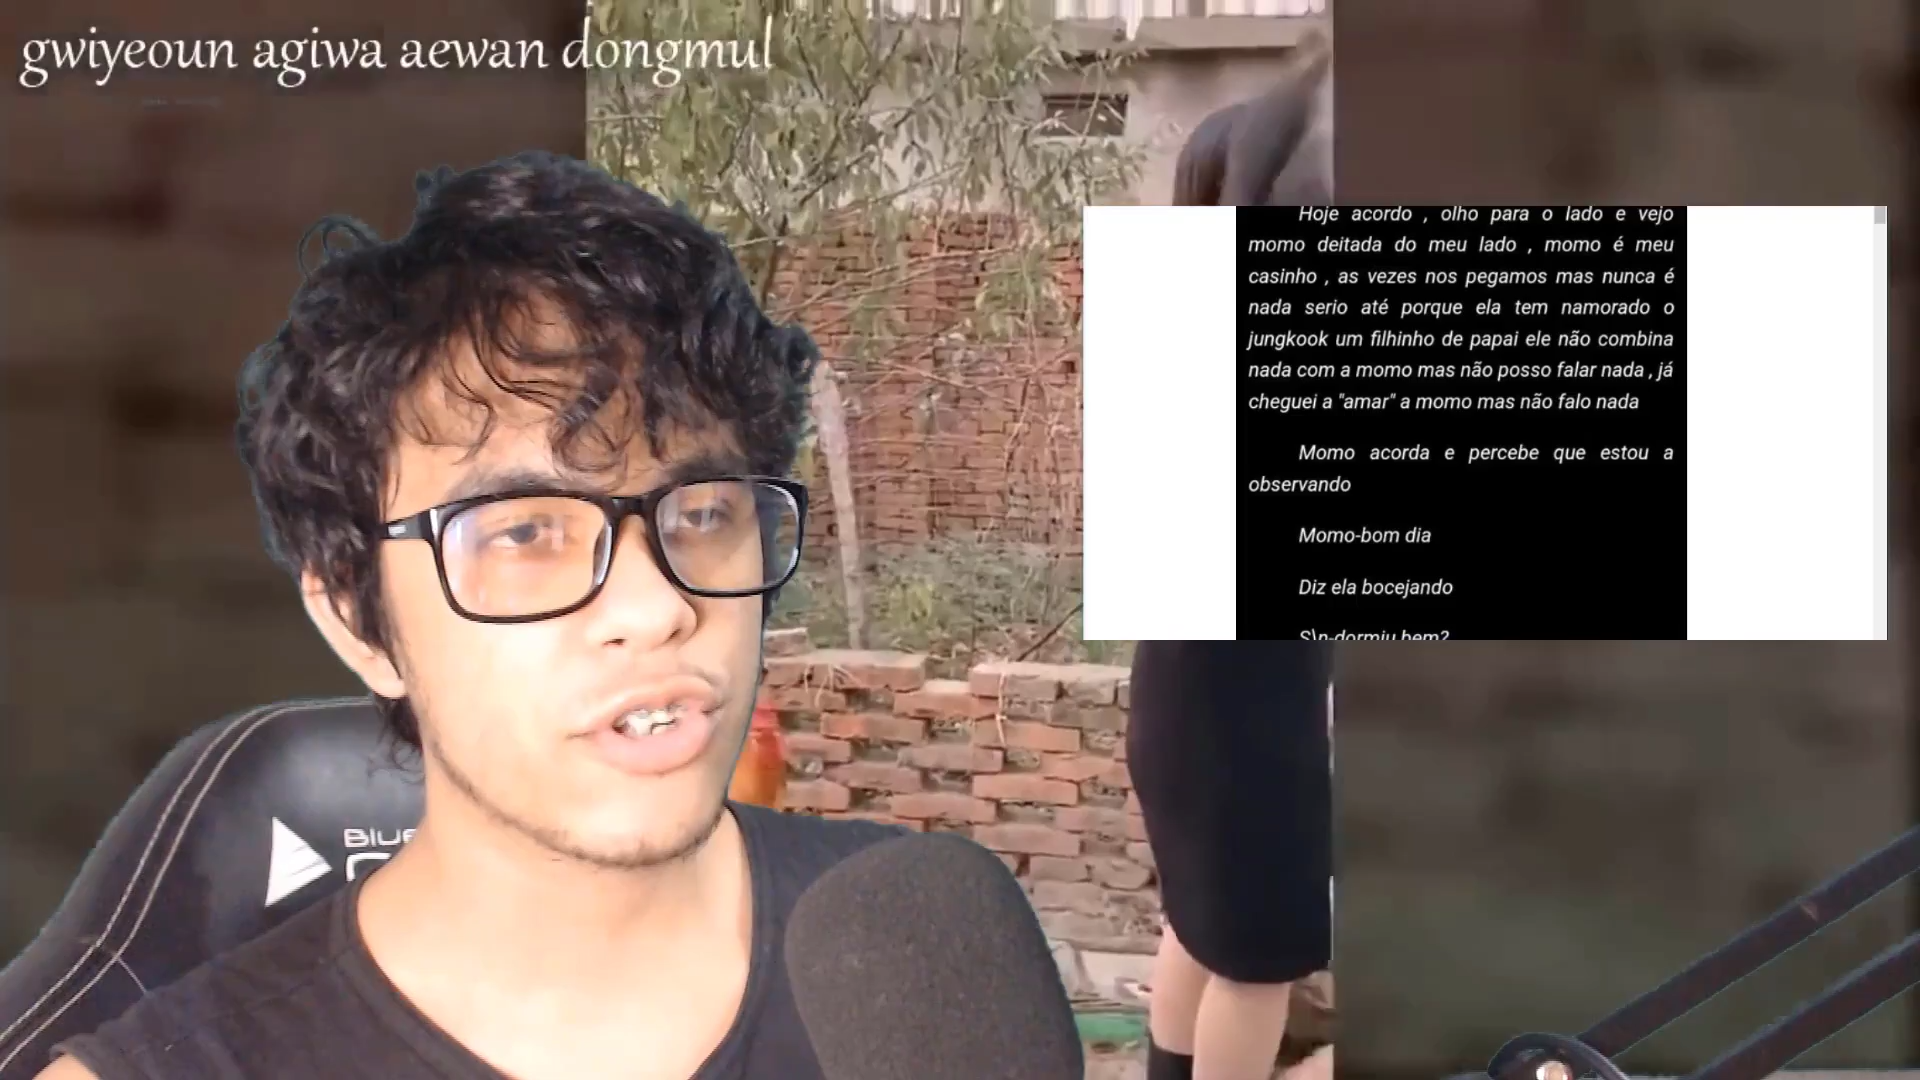 gwiyeoun agiwa aewan dongmul
Hoje acordo , olho para o lado e vejo
momo deitada do meu lado , momo é meu
casinho , as vezes nos pegamos mas nunca é
nada serio até porque ela tem namorado o
jungkook um filhinho de papai ele não combina
nada com a momo mas não posso falar nada , já
cheguei a "amar" a momo mas não falo nada
Momo acorda e percebe que estou a
observando
Momo-bom dia
Diz ela bocejando
S\n-dormiu bem?
Blue